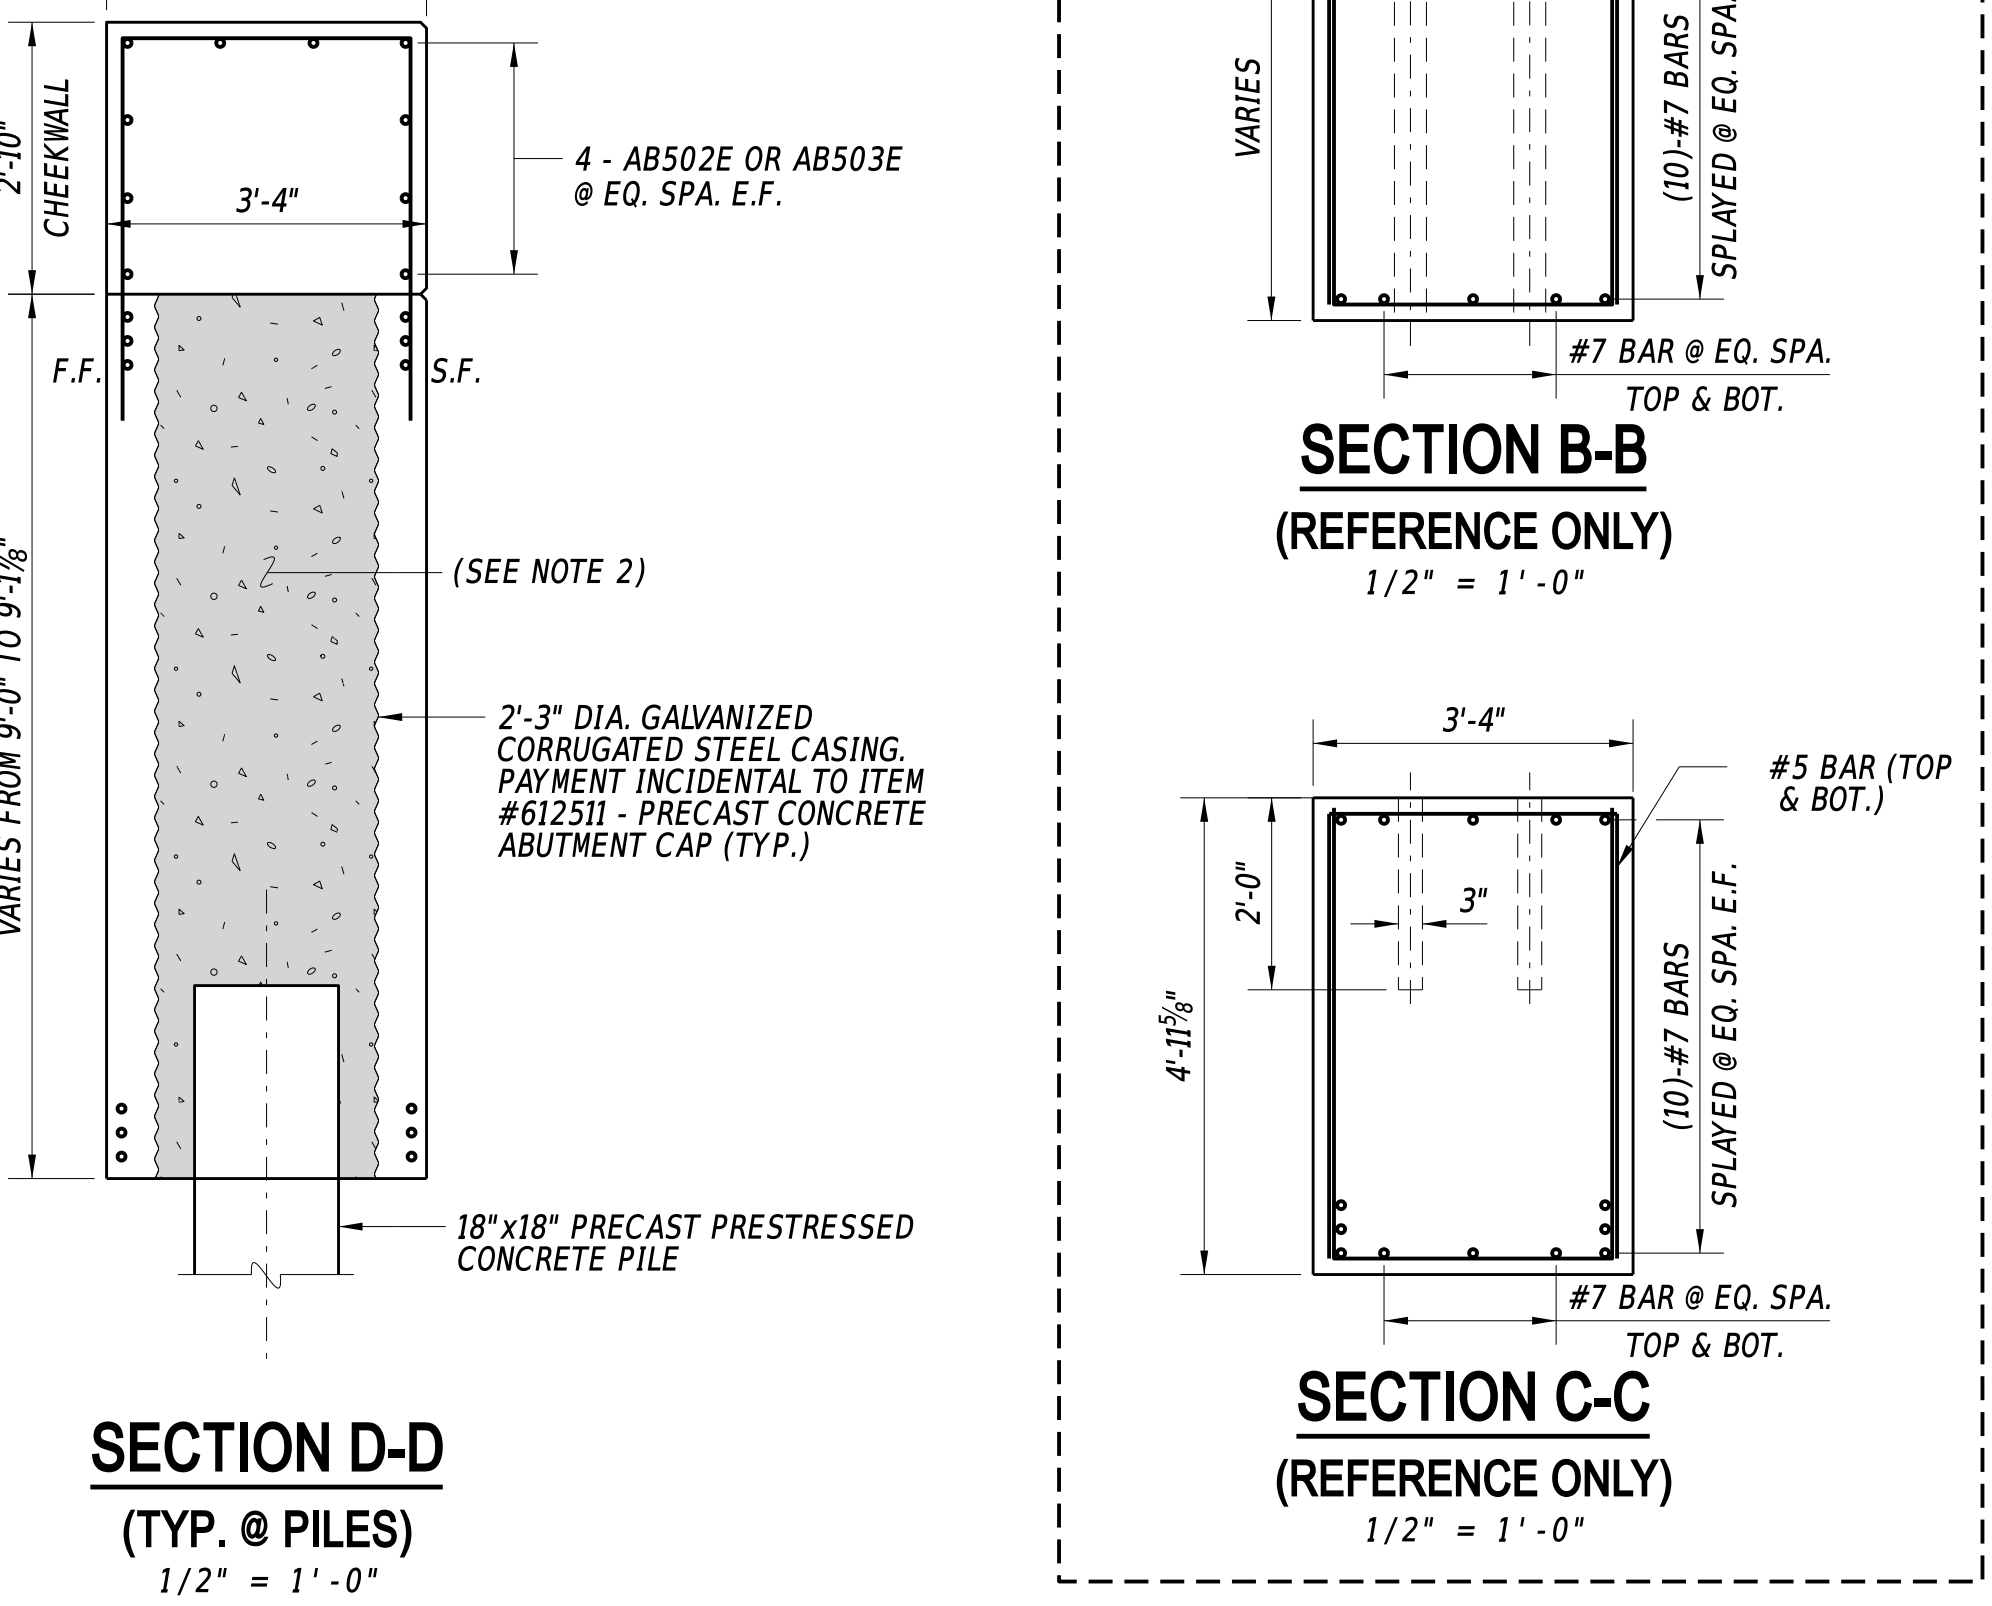 2'-10"
CHEEKWALL
3'-4"
4 - AB502E OR AB503E
@ EQ. SPA. E.F.
F.F.
S.F.
(SEE NOTE 2)
VARIES FROM 9'-0" TO 9'-1⅛"
2'-3" DIA. GALVANIZED
CORRUGATED STEEL CASING.
PAYMENT INCIDENTAL TO ITEM
#612511 - PRECAST CONCRETE
ABUTMENT CAP (TYP.)
18"x18" PRECAST PRESTRESSED
CONCRETE PILE
SECTION D-D
(TYP. @ PILES)
1/2" = 1'-0"
VARIES
(10)-#7 BARS
SPLAYED @ EQ. SPA.
#7 BAR @ EQ. SPA.
TOP & BOT.
SECTION B-B
(REFERENCE ONLY)
1/2" = 1'-0"
3'-4"
#5 BAR (TOP
& BOT.)
2'-0"
3"
4'-11⅝"
(10)-#7 BARS
SPLAYED @ EQ. SPA. E.F.
#7 BAR @ EQ. SPA.
TOP & BOT.
SECTION C-C
(REFERENCE ONLY)
1/2" = 1'-0"